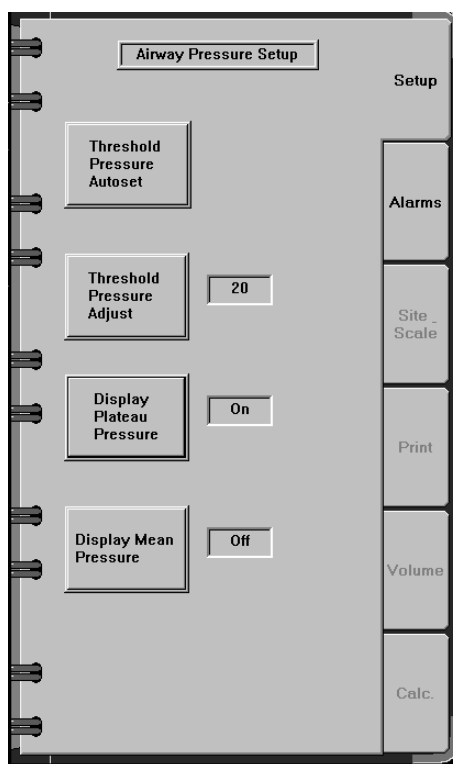 Airway Pressure Setup
Setup
Threshold
Pressure
Autoset
Alarms
Threshold
Pressure
Adjust
20
Site _
Scale
Display
Plateau
Pressure
On
Print
Display Mean
Pressure
Off
Volume
Calc.